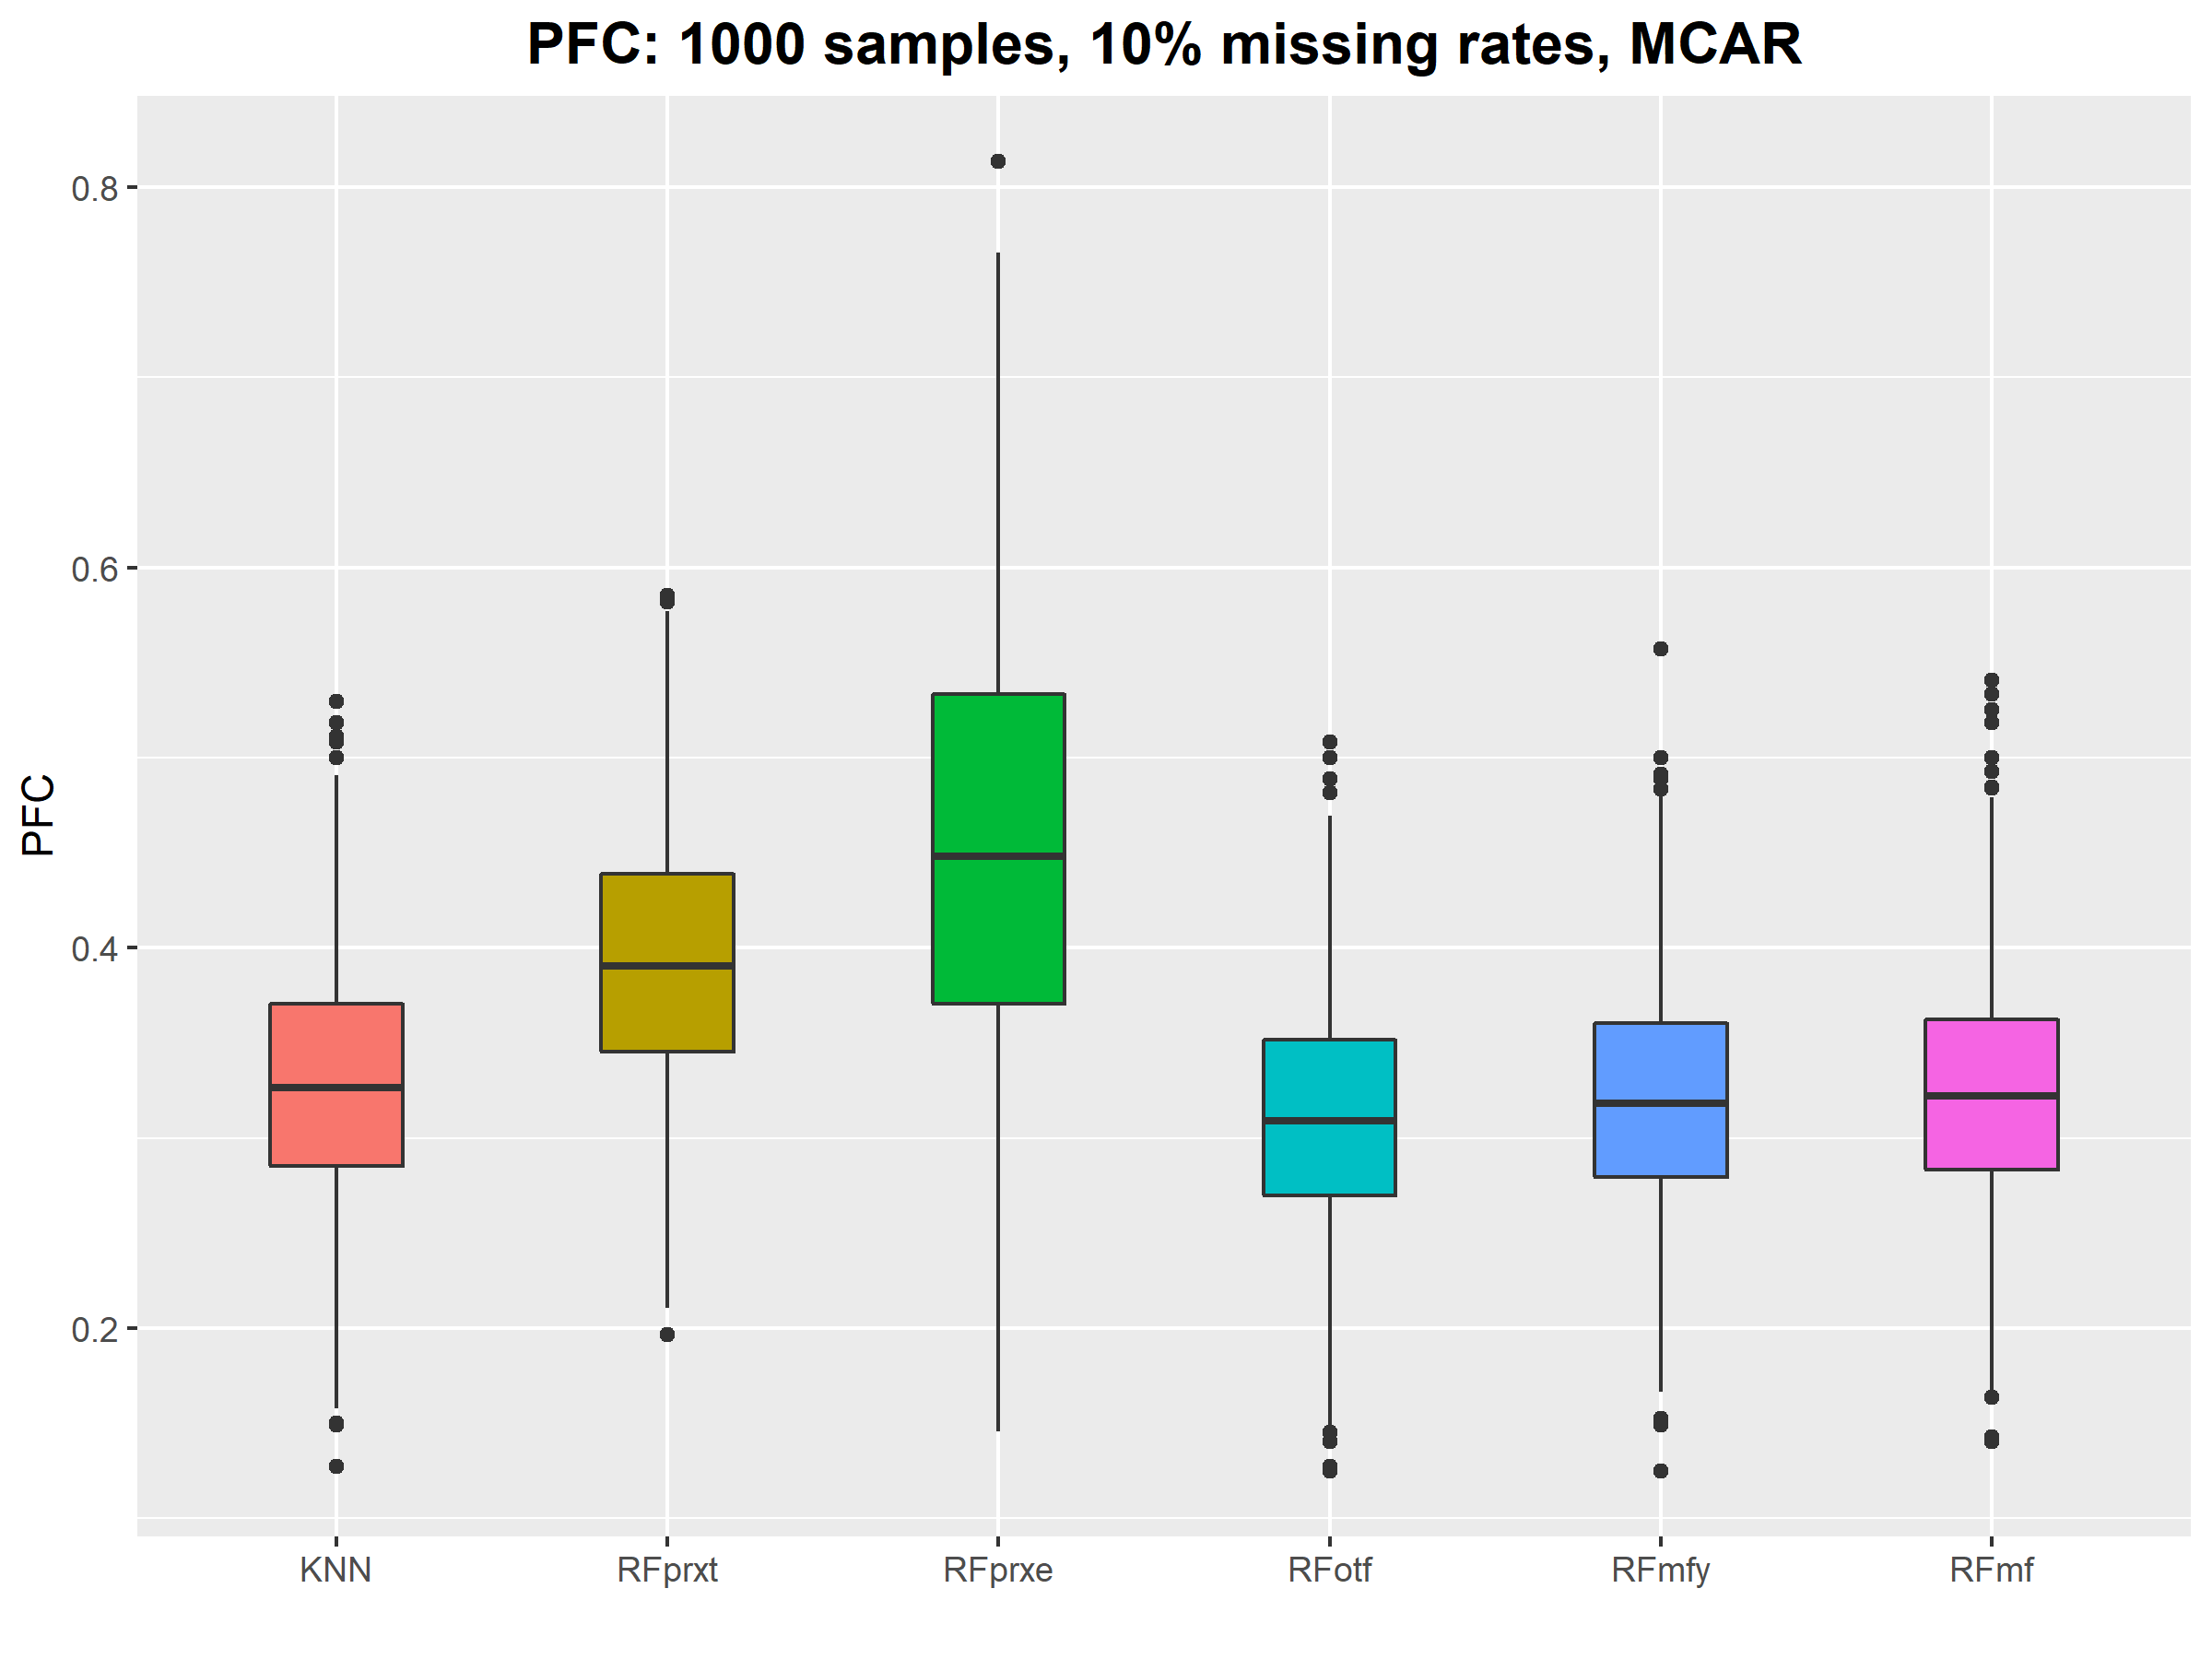 PFC: 1000 samples, 10% missing rates, MCAR
PFC
0.8
0.6
0.4
0.2
KNN RFprxt RFprxe RFotf RFmfy RFmf